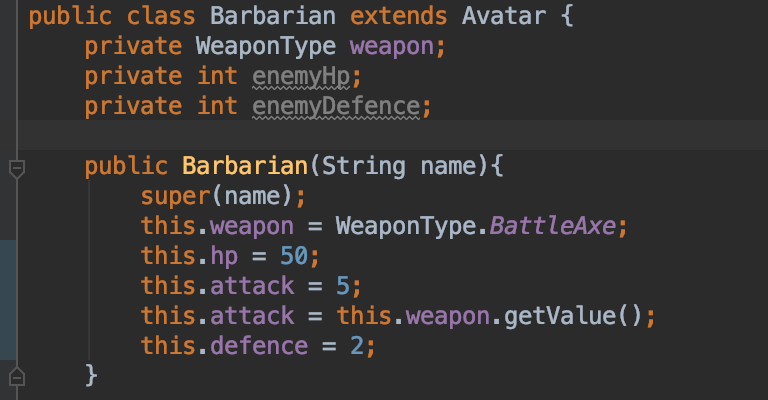 public class Barbarian extends Avatar {
private WeaponType weapon;
private int enemyHp;
private int enemyDefence;
public Barbarian(String name){
super(name);
this.weapon = WeaponType.BattleAxe;
this.hp = 50;
this.attack = 5;
this.attack = this.weapon.getValue();
this.defence = 2;
}